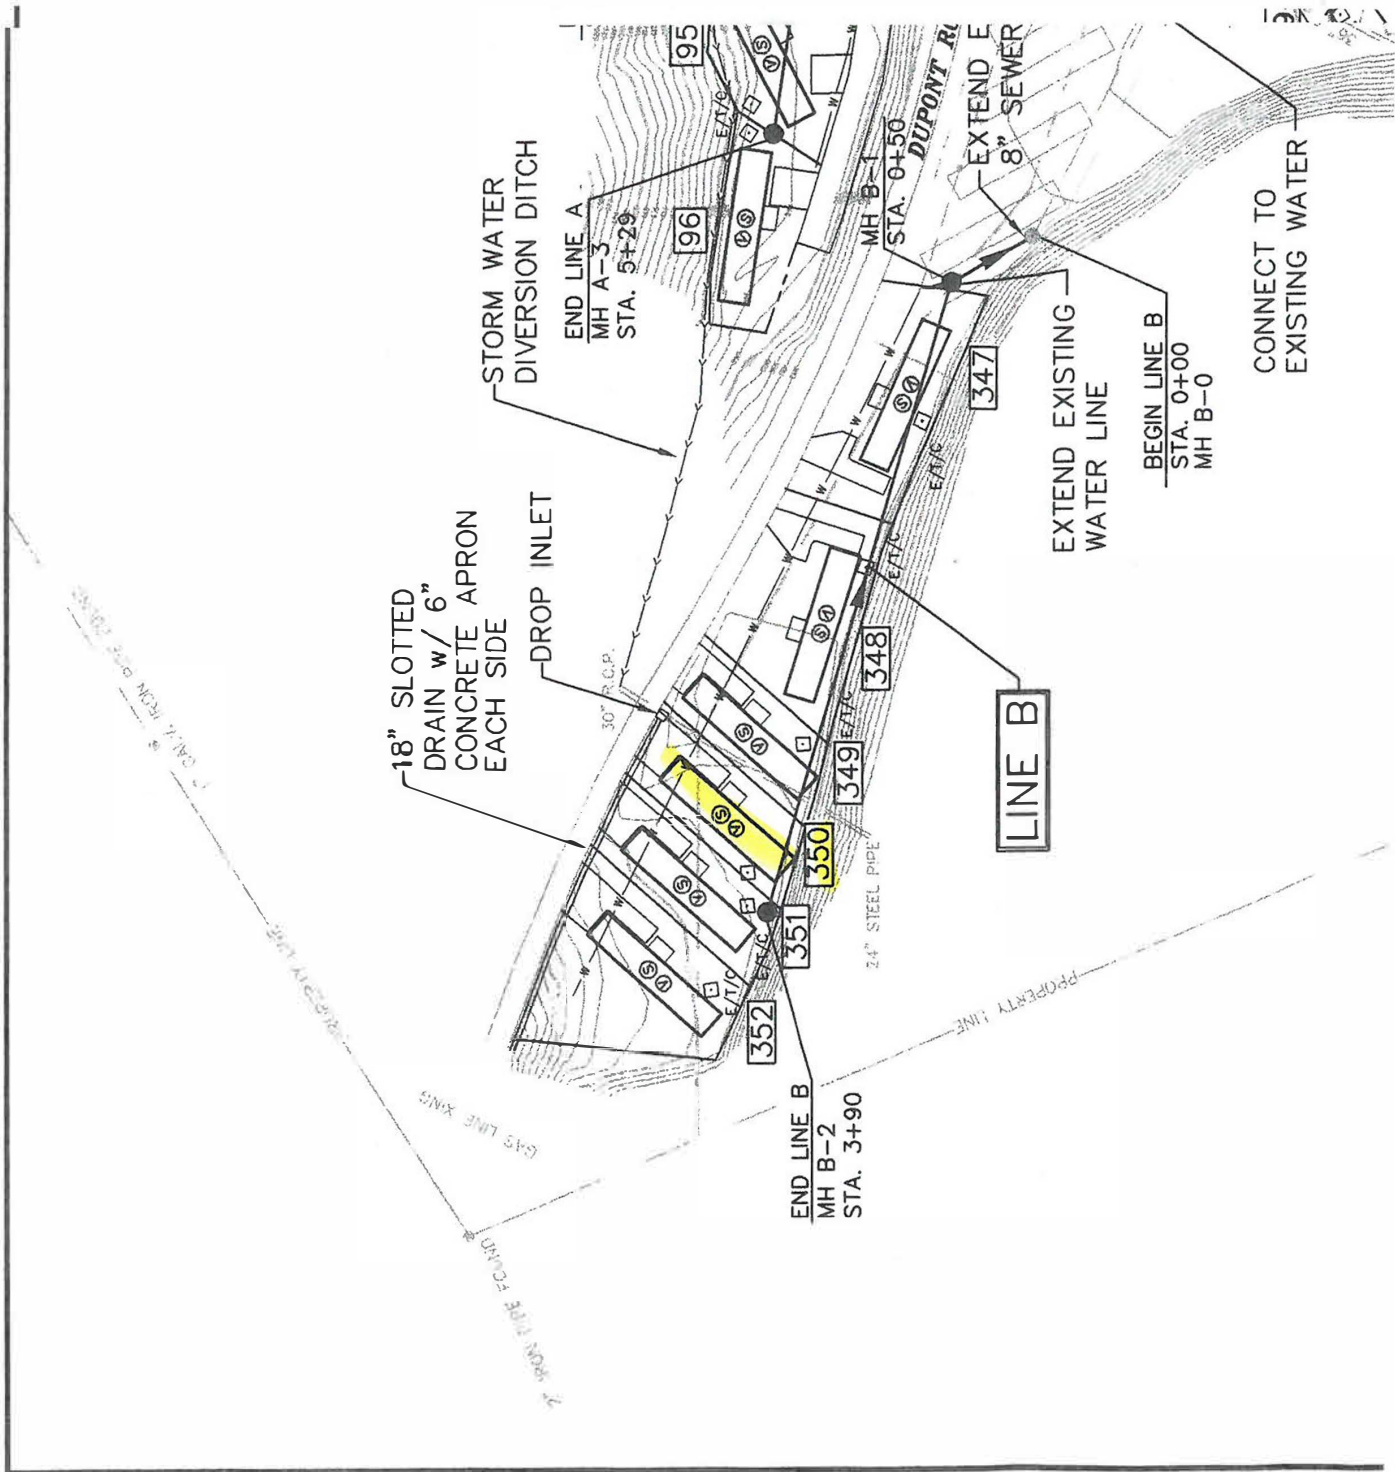 STORM WATER
DIVERSION DITCH
END LINE A
MH A-3
STA. 5+29
95
96
E/T/C
MH B-1
STA. 0+50
DUPONT
EXTEND E
8" SEWER
CONNECT TO
EXISTING WATER
18" SLOTTED
DRAIN w/ 6"
CONCRETE APRON
EACH SIDE
DROP INLET
30" R.C.P.
347
E/T/C
EXTEND EXISTING
WATER LINE
BEGIN LINE B
STA. 0+00
MH B-0
E/T/C
348
E/T/C
349
350
351
352
E/T/C
E/T/C
LINE B
24" STEEL PIPE
PROPERTY LINE
END LINE B
MH B-2
STA. 3+90
GAS LINE XING
PROPERTY LINE